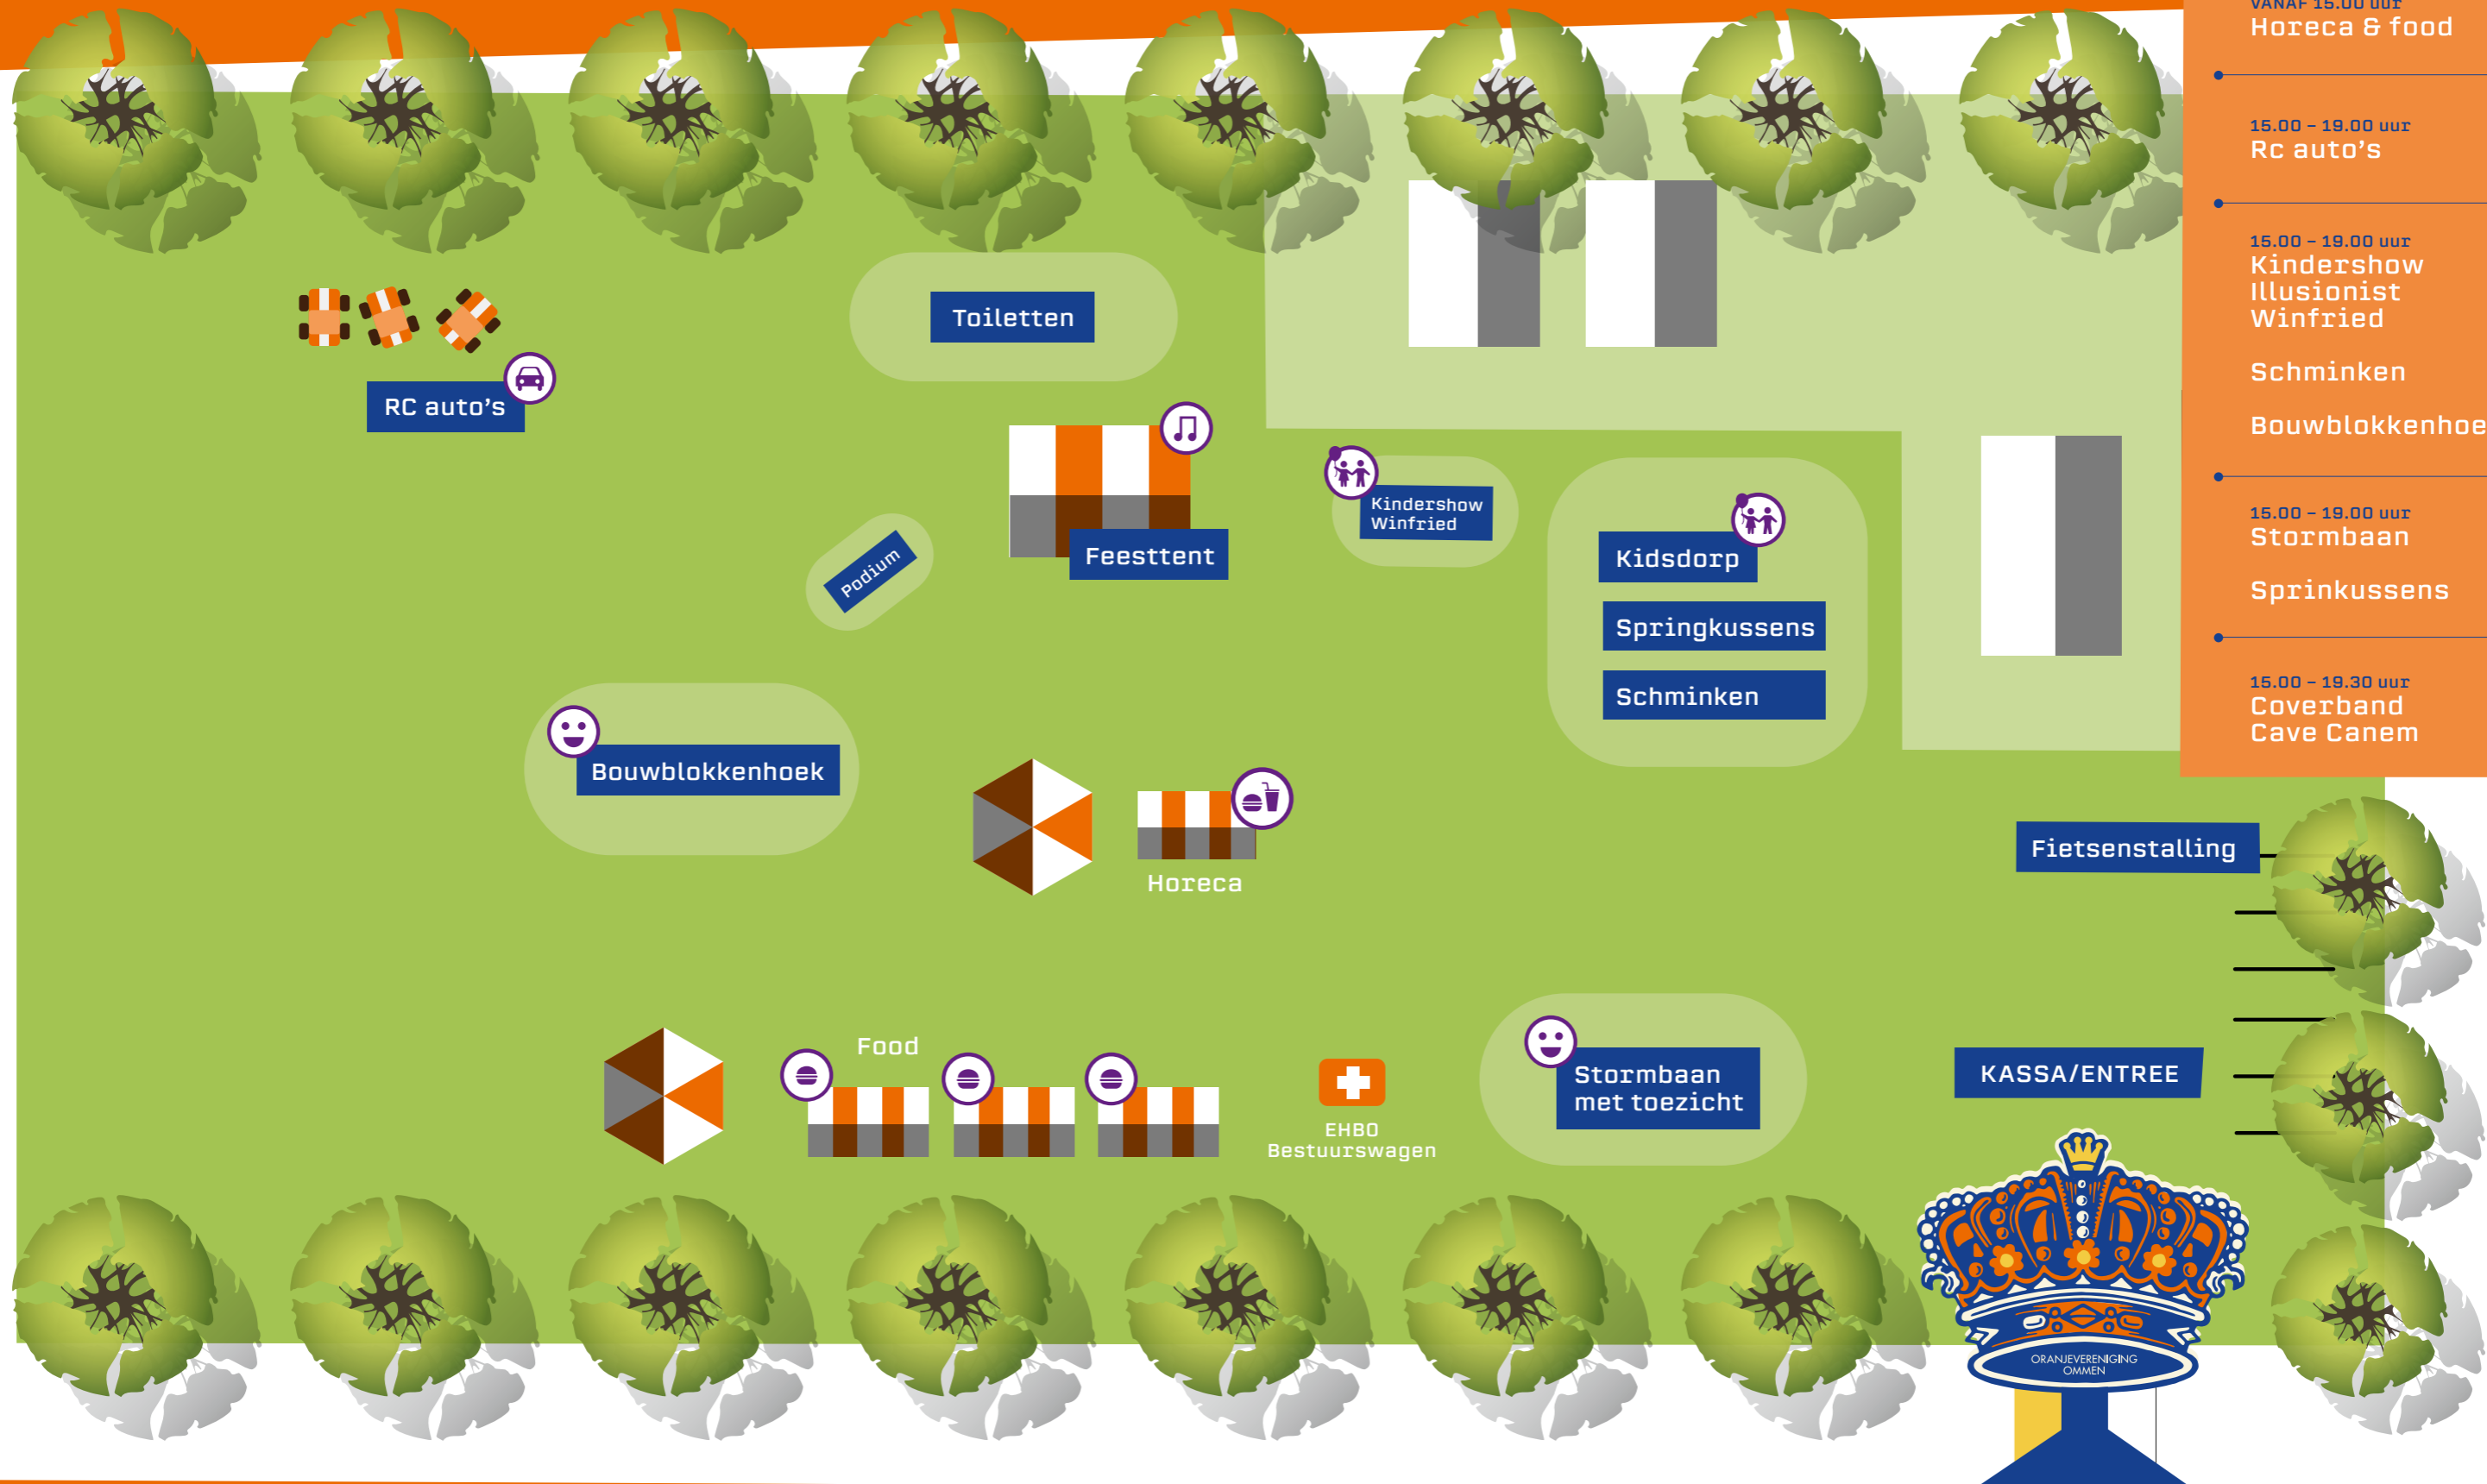 VANAF 15.00 uur
Horeca & food
15.00 – 19.00 uur
Rc auto's
15.00 – 19.00 uur
Kindershow
Illusionist
Winfried
Schminken
Bouwblokkenhoe
15.00 – 19.00 uur
Stormbaan
Sprinkussens
15.00 – 19.30 uur
Coverband
Cave Canem
Toiletten
RC auto's
Feesttent
Podium
Kindershow
Winfried
Kidsdorp
Springkussens
Schminken
Bouwblokkenhoek
Horeca
Fietsenstalling
Food
EHBO
Bestuurswagen
Stormbaan
met toezicht
KASSA/ENTREE
ORANJEVERENIGING
OMMEN